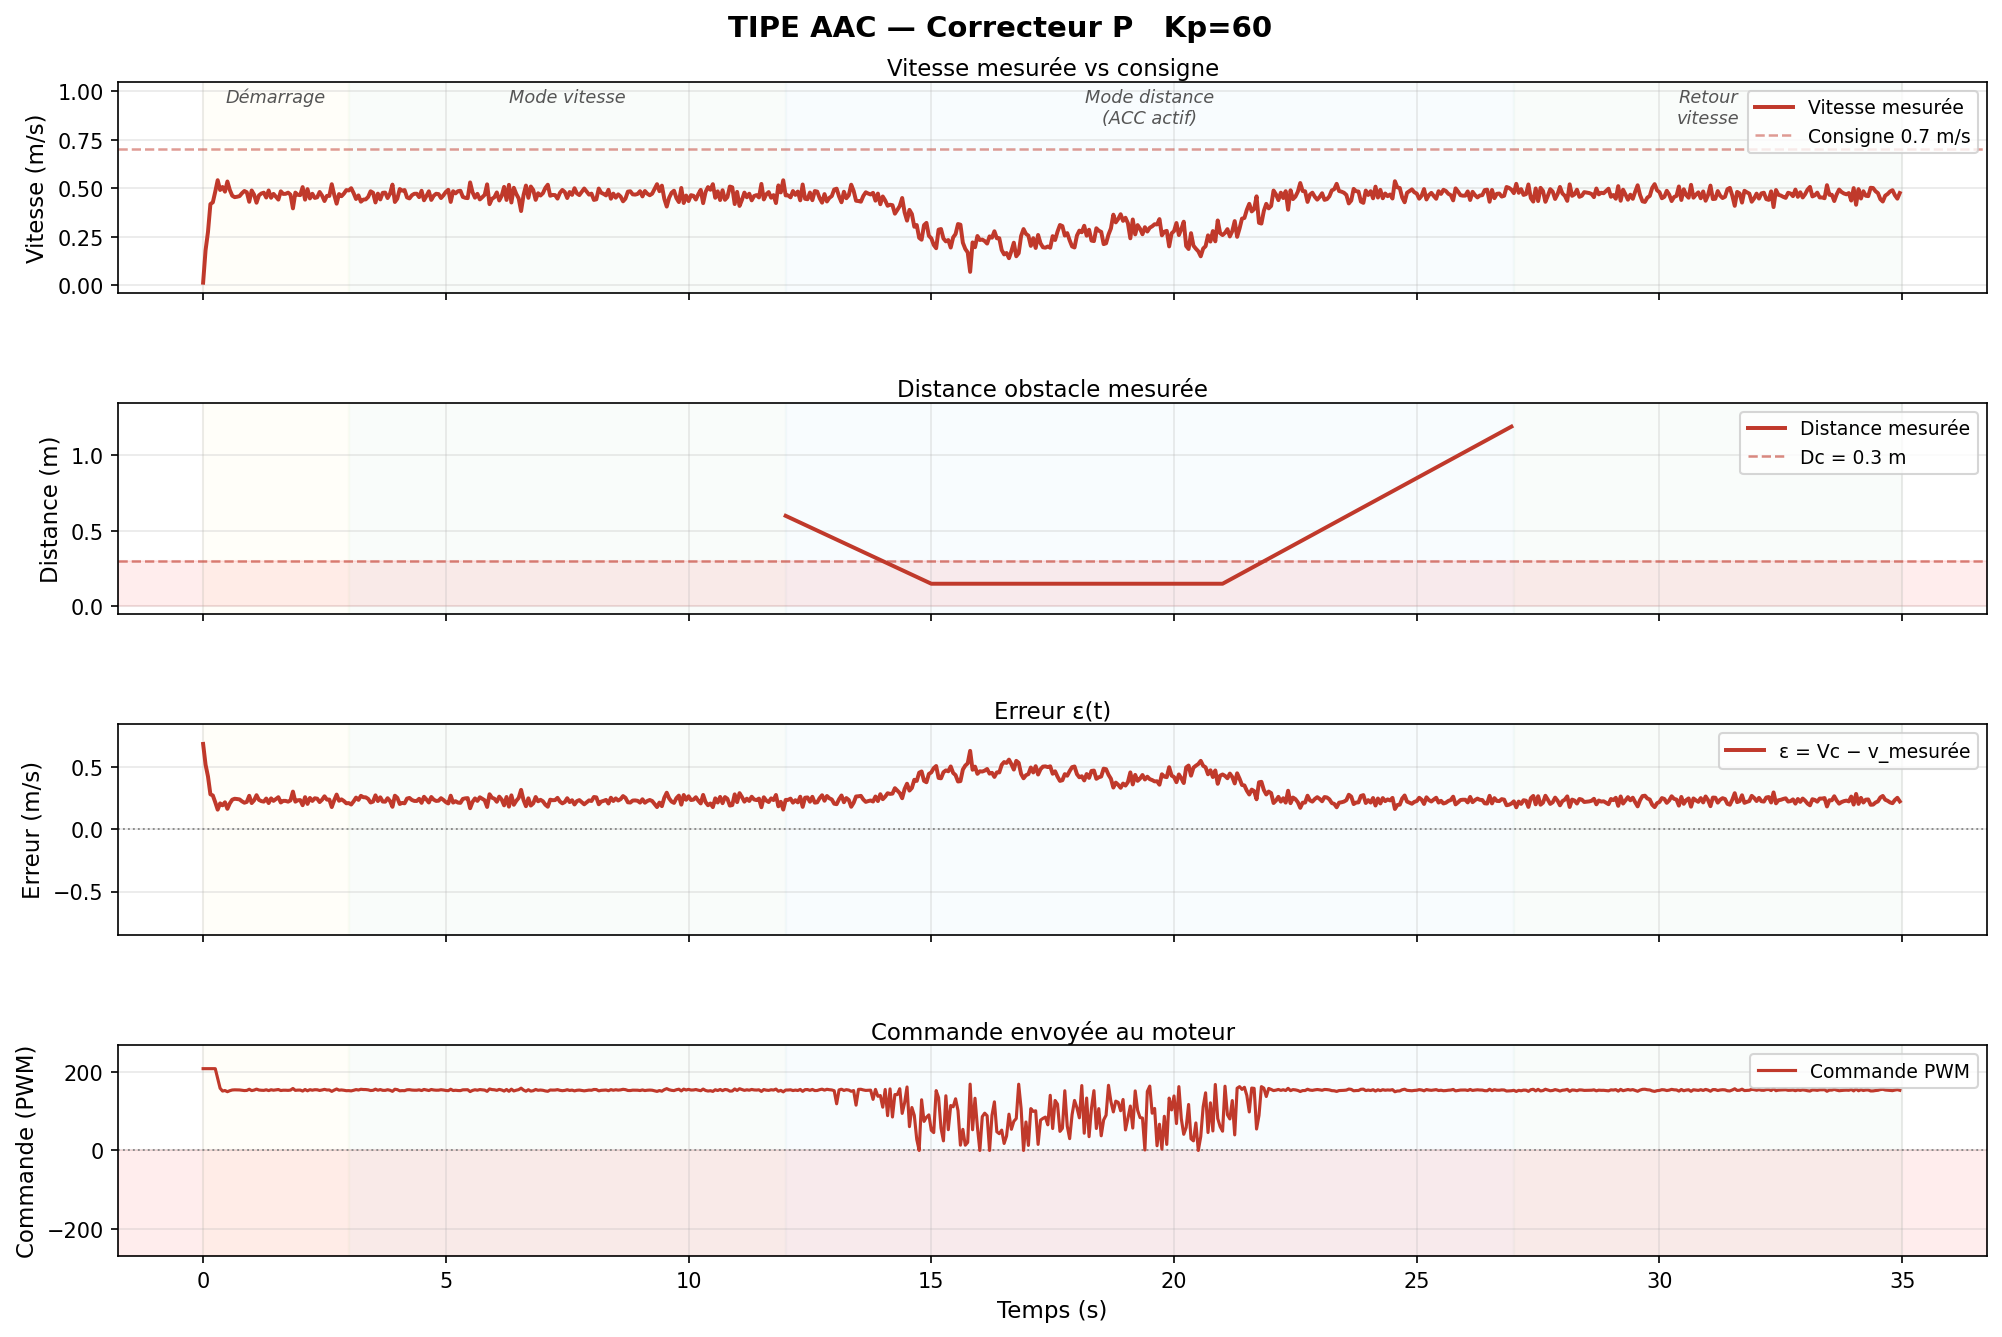 TIPE AAC — Correcteur P   Kp=60
Vitesse mesurée vs consigne
Démarrage
Mode vitesse
Mode distance
(ACC actif)
Retour
vitesse
Vitesse mesurée
Consigne 0.7 m/s
Vitesse (m/s)
1.00
0.75
0.50
0.25
0.00
Distance obstacle mesurée
Distance mesurée
Dc = 0.3 m
Distance (m)
1.0
0.5
0.0
Erreur ε(t)
ε = Vc − v_mesurée
Erreur (m/s)
0.5
0.0
−0.5
Commande envoyée au moteur
Commande PWM
Commande (PWM)
200
0
−200
0 5 10 15 20 25 30 35
Temps (s)